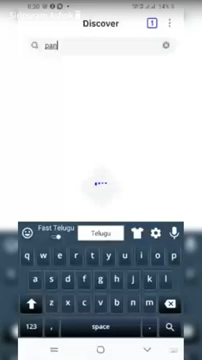 Discover
1
pan
Fast Telugu
Telugu
q w e r t y u i o p
a s d f g h j k l
z x c v b n m
123 , space .